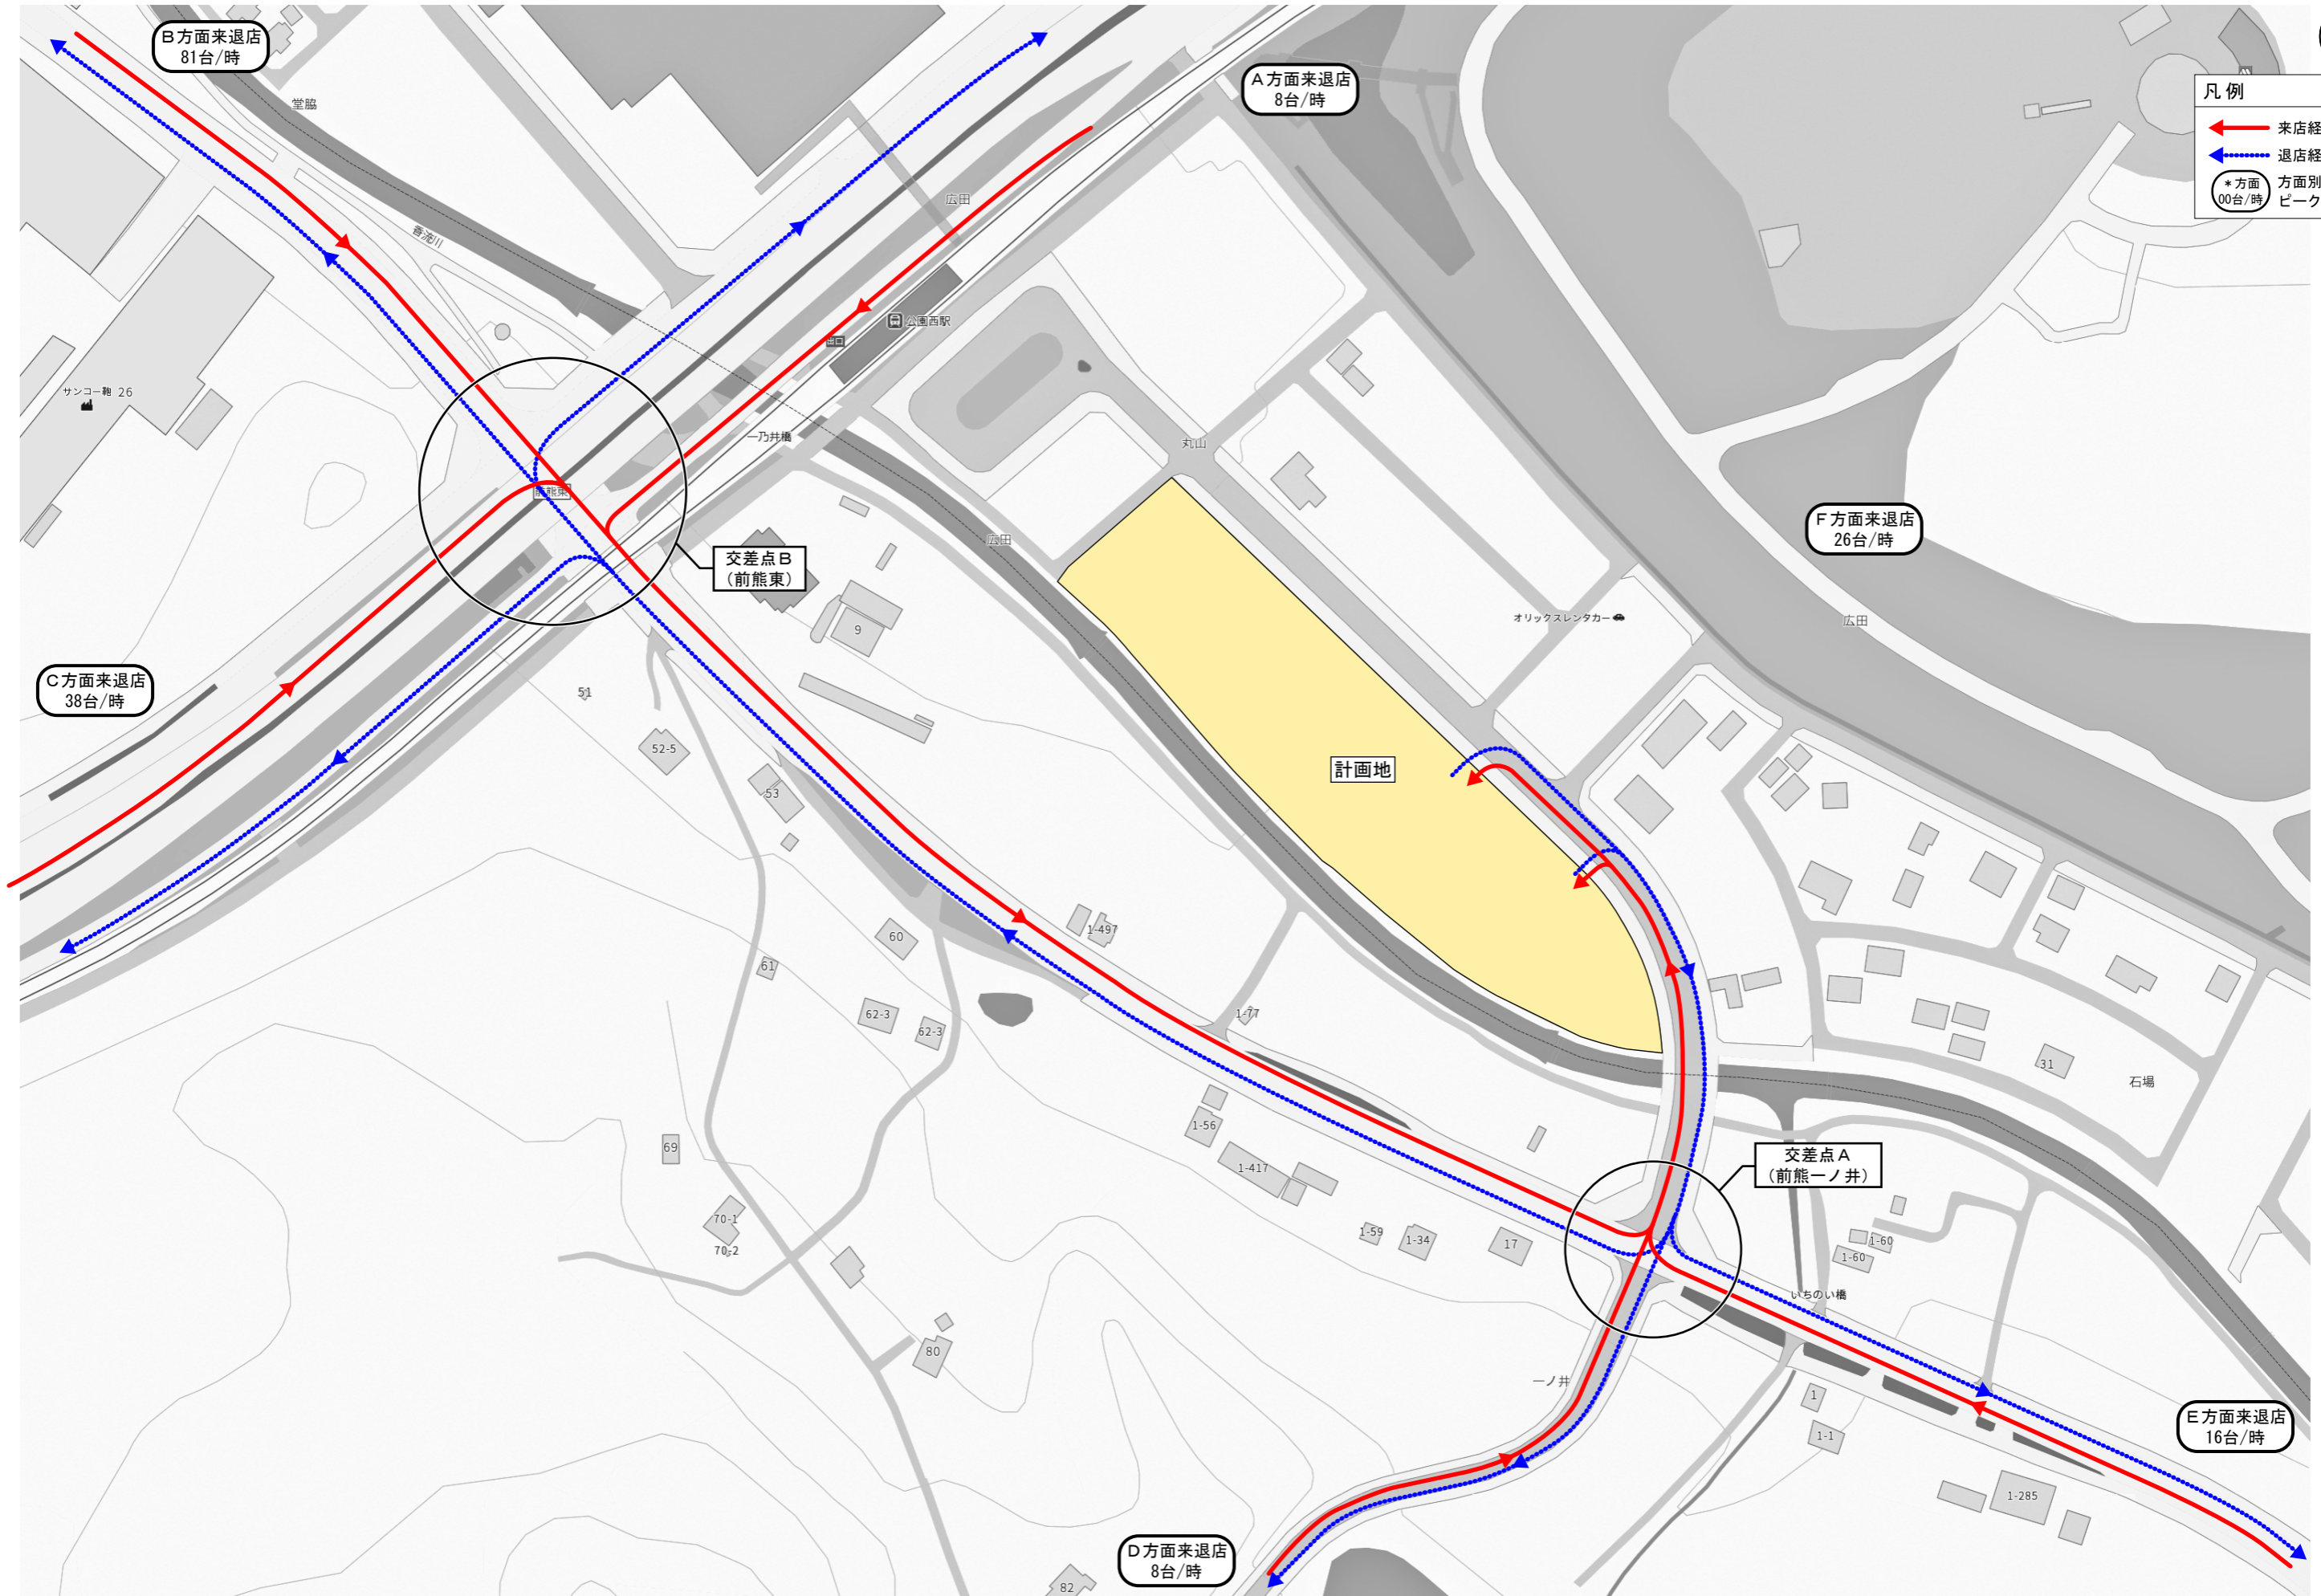 B方面来退店
81台/時
A方面来退店
8台/時
凡例
来店経
退店経
*方面
00台/時
方面別
ピーク
堂脇
香流川
広田
公園西駅
出口
サンコー鞄 26
一乃井橋
丸山
広田
交差点B
(前熊東)
9
F方面来退店
26台/時
オリックスレンタカー
広田
C方面来退店
38台/時
51
52-5
53
計画地
60
1-497
61
62-3
62-3
1-77
31
石場
1-56
69
1-417
交差点A
(前熊一ノ井)
70-1
70-2
1-59
1-34
17
1-60
1-60
いちのい橋
80
一ノ井
1
1-1
E方面来退店
16台/時
1-285
D方面来退店
8台/時
82